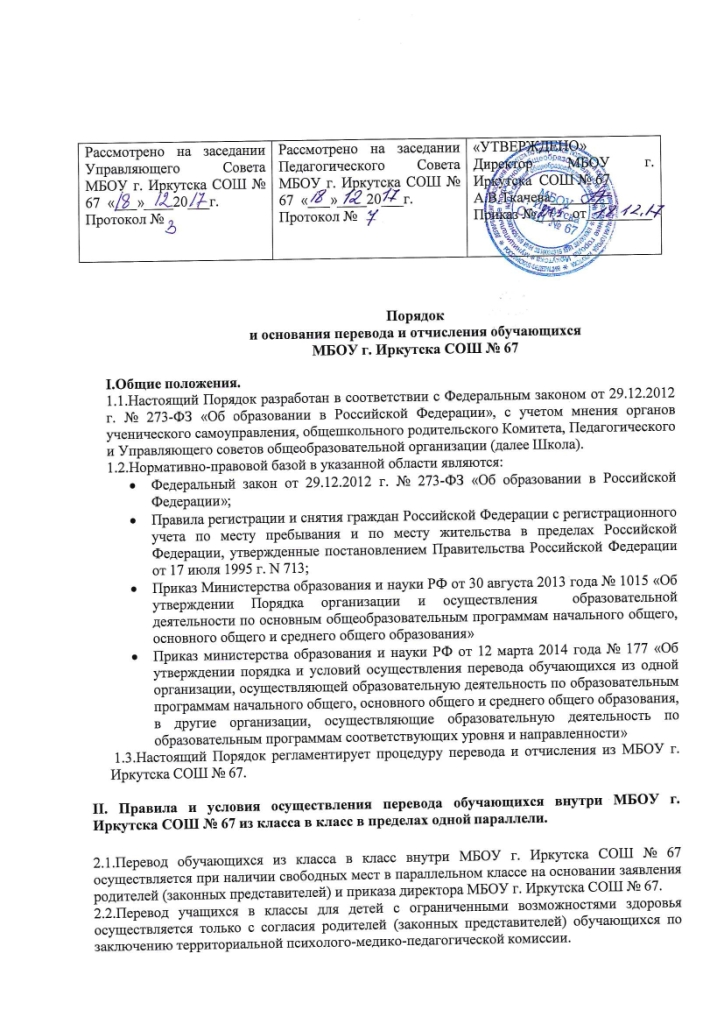 Рассмотрено на заседании
Управляющего Совета
МБОУ г. Иркутска СОШ №
67 «18» 12 2017 г.
Протокол № 3
Рассмотрено на заседании
Педагогического Совета
МБОУ г. Иркутска СОШ №
67 «18» 12 2017 г.
Протокол № 7
«УТВЕРЖДЕНО»
Директор МБОУ г.
Иркутска СОШ № 67
А.В.Ткачева
Приказ № от 18.12.17
МБОУ
г. Иркутска
СОШ № 67
Порядок
и основания перевода и отчисления обучающихся
МБОУ г. Иркутска СОШ № 67
I.Общие положения.
1.1.Настоящий Порядок разработан в соответствии с Федеральным законом от 29.12.2012
г. № 273-ФЗ «Об образовании в Российской Федерации», с учетом мнения органов
ученического самоуправления, общешкольного родительского Комитета, Педагогического
и Управляющего советов общеобразовательной организации (далее Школа).
1.2.Нормативно-правовой базой в указанной области являются:
• Федеральный закон от 29.12.2012 г. № 273-ФЗ «Об образовании в Российской
Федерации»;
• Правила регистрации и снятия граждан Российской Федерации с регистрационного
учета по месту пребывания и по месту жительства в пределах Российской
Федерации, утвержденные постановлением Правительства Российской Федерации
от 17 июля 1995 г. N 713;
• Приказ Министерства образования и науки РФ от 30 августа 2013 года № 1015 «Об
утверждении Порядка организации и осуществления образовательной
деятельности по основным общеобразовательным программам начального общего,
основного общего и среднего общего образования»
• Приказ министерства образования и науки РФ от 12 марта 2014 года № 177 «Об
утверждении порядка и условий осуществления перевода обучающихся из одной
организации, осуществляющей образовательную деятельность по образовательным
программам начального общего, основного общего и среднего общего образования,
в другие организации, осуществляющие образовательную деятельность по
образовательным программам соответствующих уровня и направленности»
1.3.Настоящий Порядок регламентирует процедуру перевода и отчисления из МБОУ г.
Иркутска СОШ № 67.
II. Правила и условия осуществления перевода обучающихся внутри МБОУ г.
Иркутска СОШ № 67 из класса в класс в пределах одной параллели.
2.1.Перевод обучающихся из класса в класс внутри МБОУ г. Иркутска СОШ № 67
осуществляется при наличии свободных мест в параллельном классе на основании заявления
родителей (законных представителей) и приказа директора МБОУ г. Иркутска СОШ № 67.
2.2.Перевод учащихся в классы для детей с ограниченными возможностями здоровья
осуществляется только с согласия родителей (законных представителей) обучающихся по
заключению территориальной психолого-медико-педагогической комиссии.